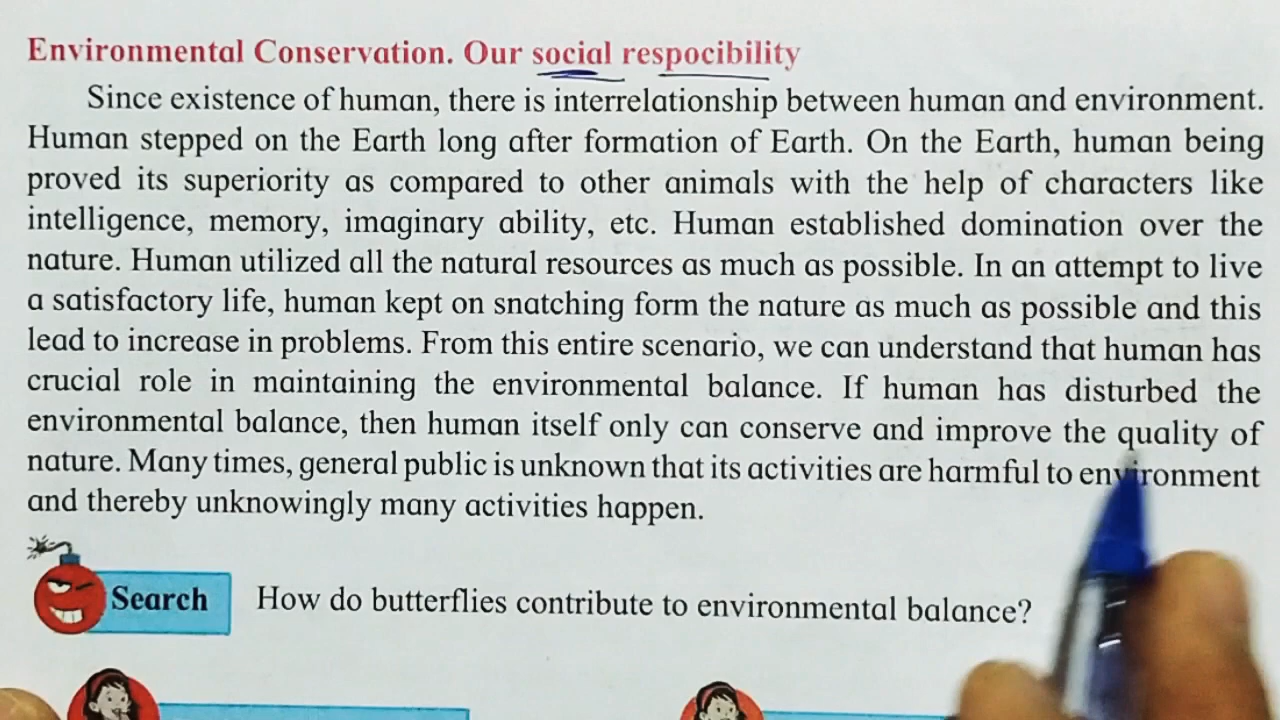 Environmental Conservation. Our social respocibility
Since existence of human, there is interrelationship between human and environment.
Human stepped on the Earth long after formation of Earth. On the Earth, human being
proved its superiority as compared to other animals with the help of characters like
intelligence, memory, imaginary ability, etc. Human established domination over the
nature. Human utilized all the natural resources as much as possible. In an attempt to live
a satisfactory life, human kept on snatching form the nature as much as possible and this
lead to increase in problems. From this entire scenario, we can understand that human has
crucial role in maintaining the environmental balance. If human has disturbed the
environmental balance, then human itself only can conserve and improve the quality of
nature. Many times, general public is unknown that its activities are harmful to environment
and thereby unknowingly many activities happen.
Search How do butterflies contribute to environmental balance?